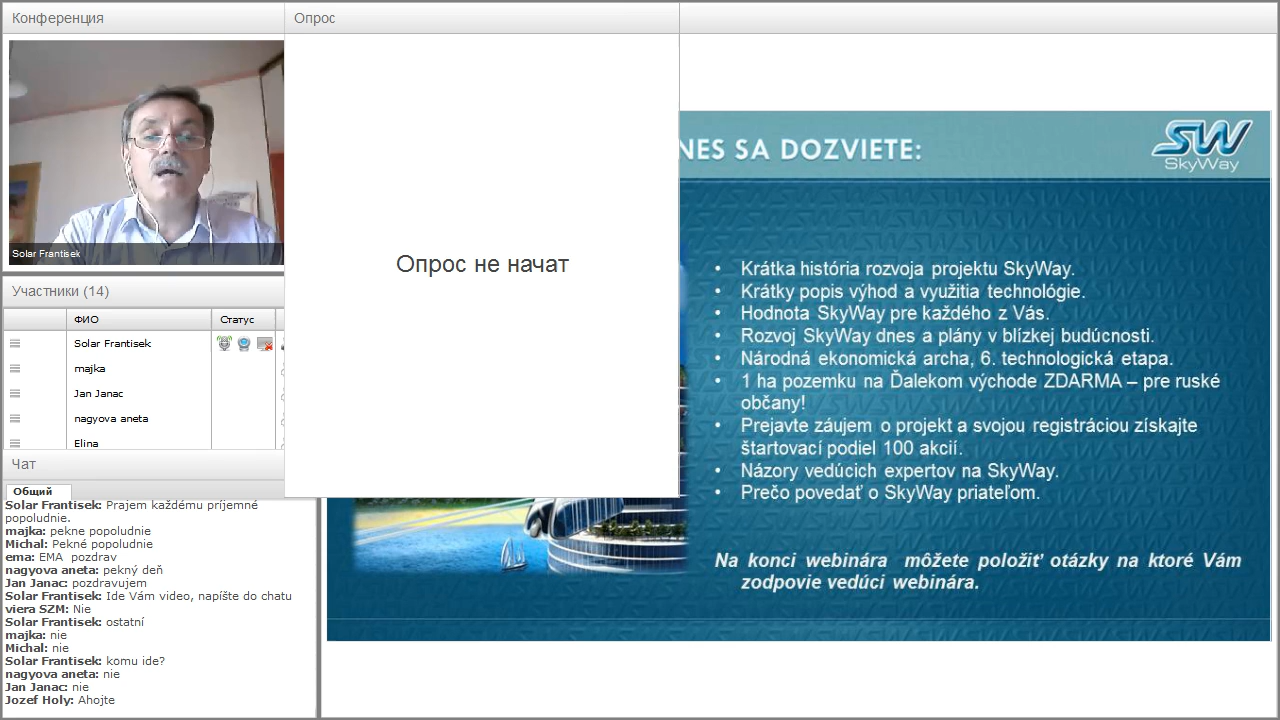 Конференция
Solar Frantisek
Участники (14)
ФИО
Статус
Solar Frantisek
majka
Jan Janac
nagyova aneta
Elina
Чат
Общий
Solar Frantisek: Prajem každému príjemné
popoludnie.
majka: pekne popoludnie
Michal: Pekné popoludnie
ema: EMA pozdrav
nagyova aneta: pekný deň
Jan Janac: pozdravujem
Solar Frantisek: Ide Vám video, napíšte do chatu
viera SZM: Nie
Solar Frantisek: ostatní
majka: nie
Michal: nie
Solar Frantisek: komu ide?
nagyova aneta: nie
Jan Janac: nie
Jozef Holy: Ahojte
Опрос
Опрос не начат
NES SA DOZVIETE:
SW
SkyWay
• Krátka história rozvoja projektu SkyWay.
• Krátky popis výhod a využitia technológie.
• Hodnota SkyWay pre každého z Vás.
• Rozvoj SkyWay dnes a plány v blízkej budúcnosti.
• Národná ekonomická archa, 6. technologická etapa.
• 1 ha pozemku na Ďalekom východe ZDARMA – pre ruské
občanov!
• Prejavte záujem o projekt a svojou registráciou získajte
štartovací podiel 100 akcií.
• Názory vedúcich expertov na SkyWay.
• Prečo povedať o SkyWay priateľom.
Na konci webinára môžete položiť otázky na ktoré Vám
zodpovie vedúci webinára.